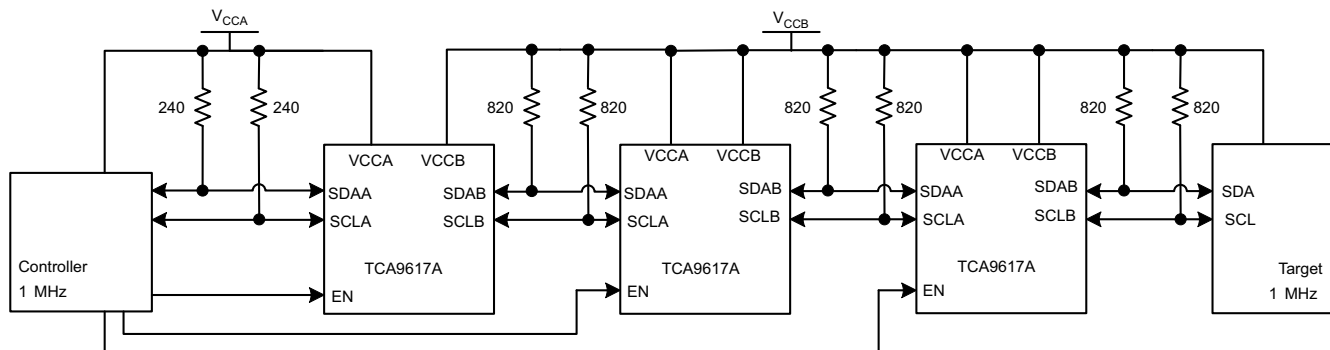 VCCA
VCCB
240
240
820
820
820
820
820
820
VCCA VCCB
VCCA VCCB
VCCA VCCB
SDAA
SDAB
SDAA
SDAB
SDAA
SDAB
SDA
SCLA
SCLB
SCLA
SCLB
SCLA
SCLB
SCL
Controller
1 MHz
TCA9617A
TCA9617A
TCA9617A
Target
1 MHz
EN
EN
EN